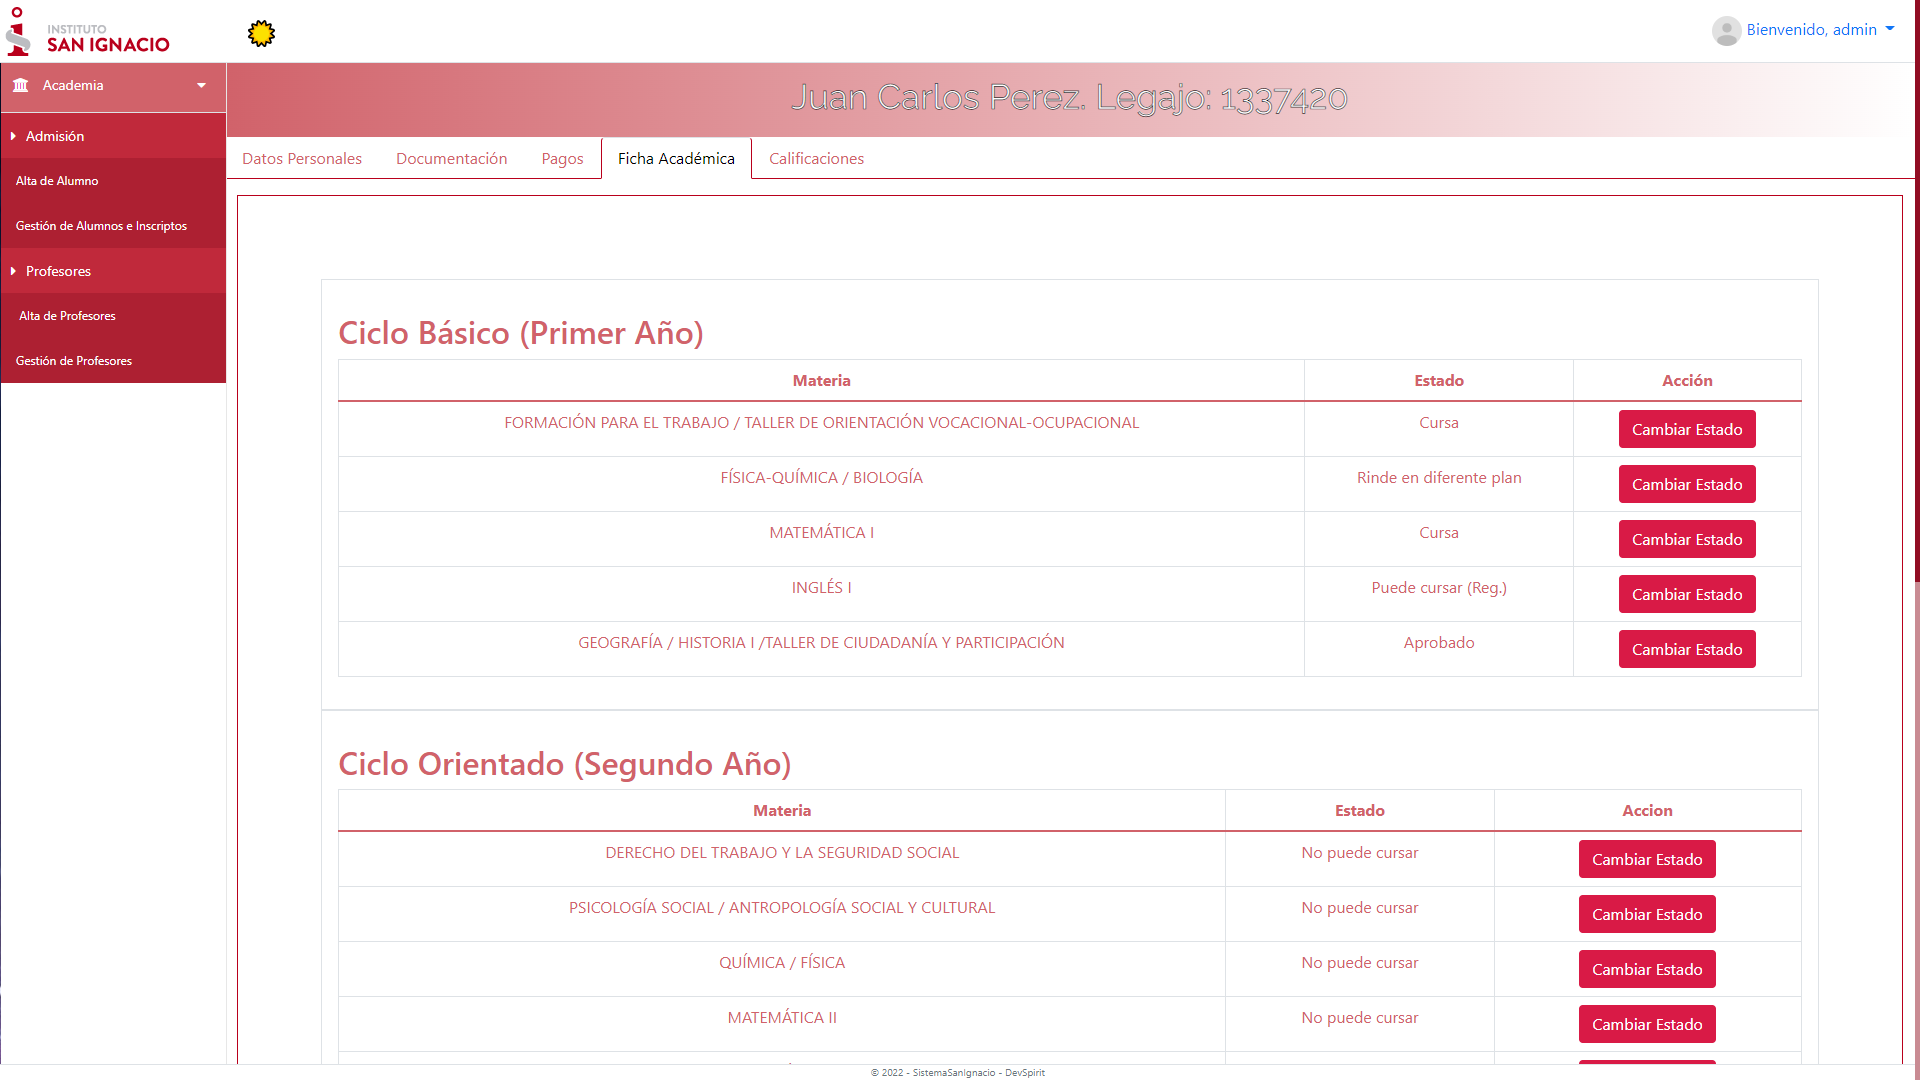 INSTITUTO
SAN IGNACIO
Bienvenido, admin
Academia
Admisión
Alta de Alumno
Gestión de Alumnos e Inscriptos
Profesores
Alta de Profesores
Gestión de Profesores
Juan Carlos Perez. Legajo: 1337420
Datos Personales Documentación Pagos Ficha Académica Calificaciones
Ciclo Básico (Primer Año)
Materia Estado Acción
FORMACIÓN PARA EL TRABAJO / TALLER DE ORIENTACIÓN VOCACIONAL-OCUPACIONAL Cursa Cambiar Estado
FÍSICA-QUÍMICA / BIOLOGÍA Rinde en diferente plan Cambiar Estado
MATEMÁTICA I Cursa Cambiar Estado
INGLÉS I Puede cursar (Reg.) Cambiar Estado
GEOGRAFÍA / HISTORIA I /TALLER DE CIUDADANÍA Y PARTICIPACIÓN Aprobado Cambiar Estado
Ciclo Orientado (Segundo Año)
Materia Estado Accion
DERECHO DEL TRABAJO Y LA SEGURIDAD SOCIAL No puede cursar Cambiar Estado
PSICOLOGÍA SOCIAL / ANTROPOLOGÍA SOCIAL Y CULTURAL No puede cursar Cambiar Estado
QUÍMICA / FÍSICA No puede cursar Cambiar Estado
MATEMÁTICA II No puede cursar Cambiar Estado
© 2022 - SistemaSanIgnacio - DevSpirit